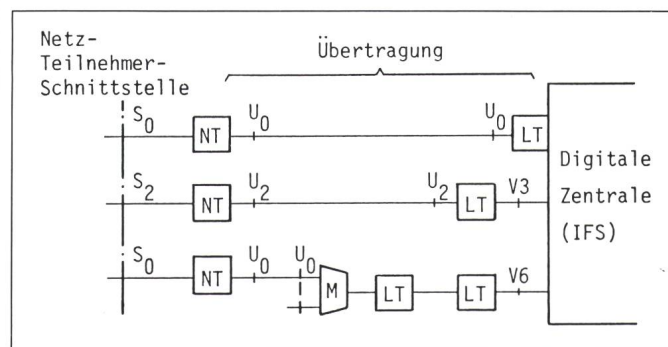 Netz-
Teilnehmer-
Schnittstelle
Übertragung
S0 NT U0 U0 LT
S2 NT U2 U2 LT V3
S0 NT U0 U0 M LT LT V6
Digitale
Zentrale
(IFS)